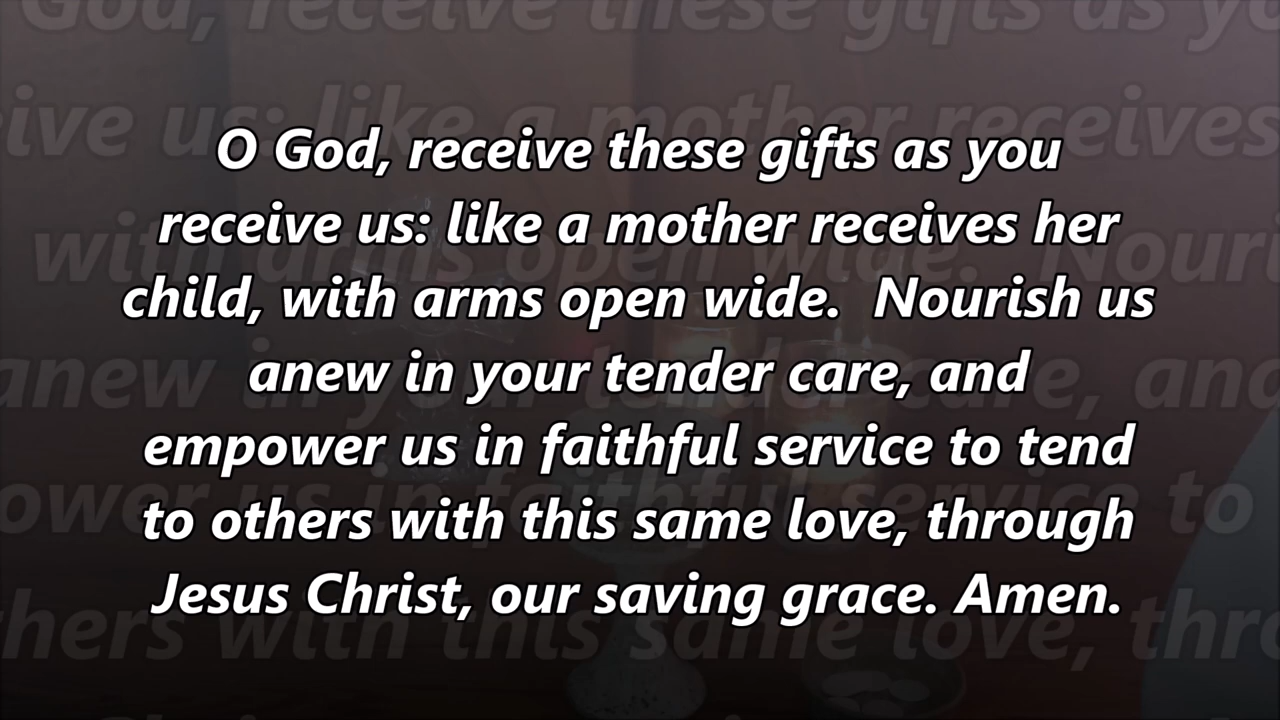 O God, receive these gifts as you
receive us: like a mother receives her
child, with arms open wide.  Nourish us
anew in your tender care, and
empower us in faithful service to tend
to others with this same love, through
Jesus Christ, our saving grace. Amen.